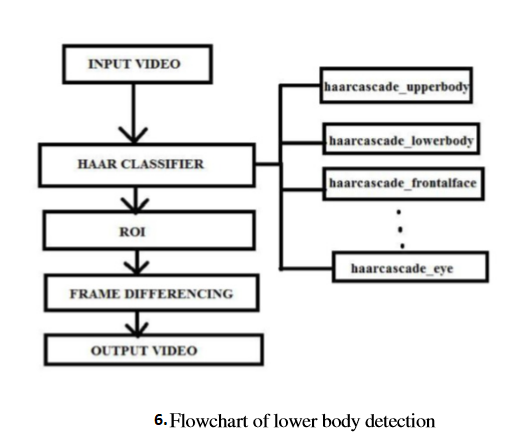 INPUT VIDEO
HAAR CLASSIFIER
ROI
FRAME DIFFERENCING
OUTPUT VIDEO
haarcascade_upperbody
haarcascade_lowerbody
haarcascade_frontalface
haarcascade_eye
6.Flowchart of lower body detection